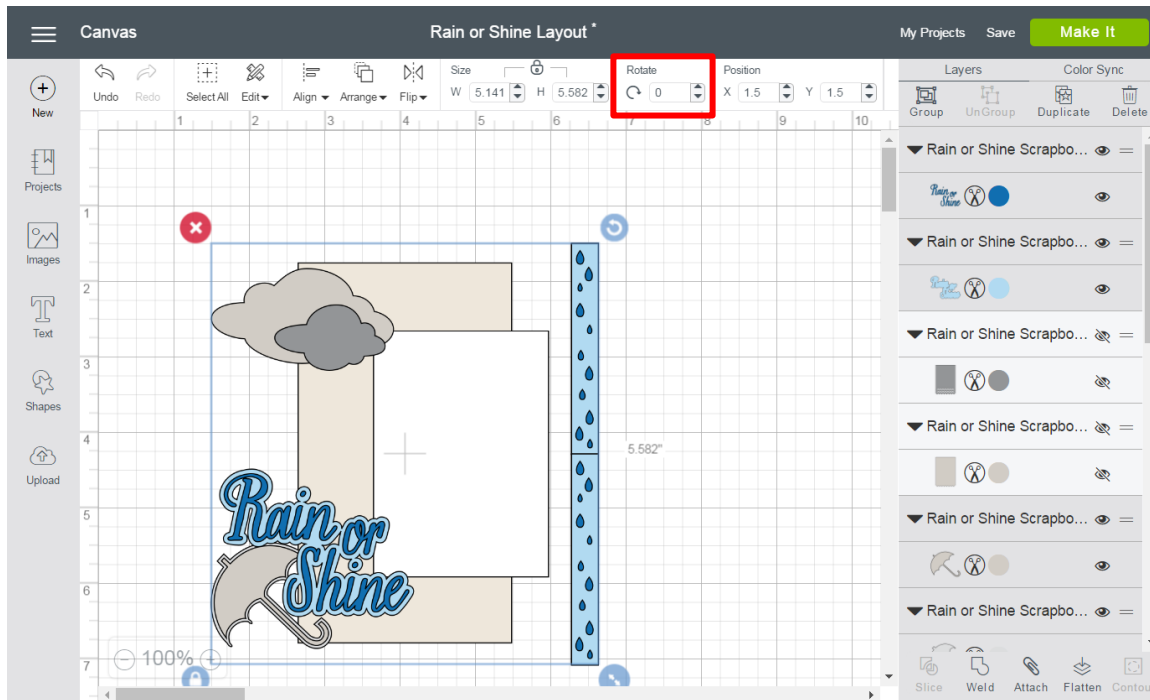 Canvas
Rain or Shine Layout *
My Projects
Save
Make It
New
Undo
Redo
Select All
Edit
Align
Arrange
Flip
Size
W 5.141 H 5.582
Rotate
0
Position
X 1.5 Y 1.5
Layers
Color Sync
Group
UnGroup
Duplicate
Delete
1 2 3 4 5 6 7 8 9 10
Projects
Images
Text
Shapes
Upload
1
2
3
4
5
6
7
5.582"
Rain or
Shine
100%
Rain or Shine Scrapbo...
Rain or
Shine
Rain or Shine Scrapbo...
Rain or Shine Scrapbo...
Rain or Shine Scrapbo...
Rain or Shine Scrapbo...
Rain or Shine Scrapbo...
Slice
Weld
Attach
Flatten
Contou